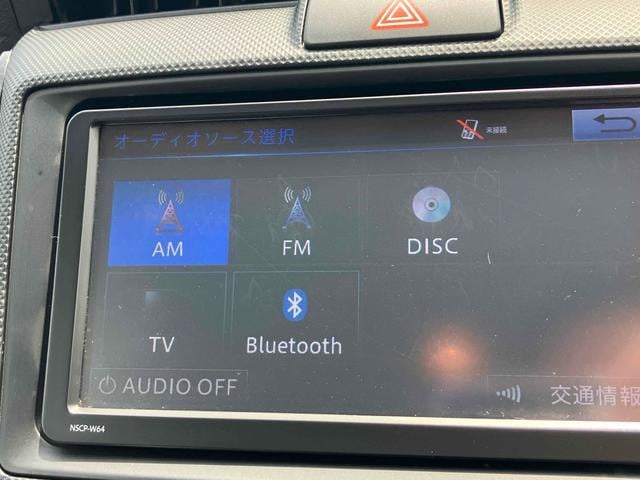 オーディオソース選択
未接続
AM
FM
DISC
TV
Bluetooth
AUDIO OFF
交通情報
NSCP-W64